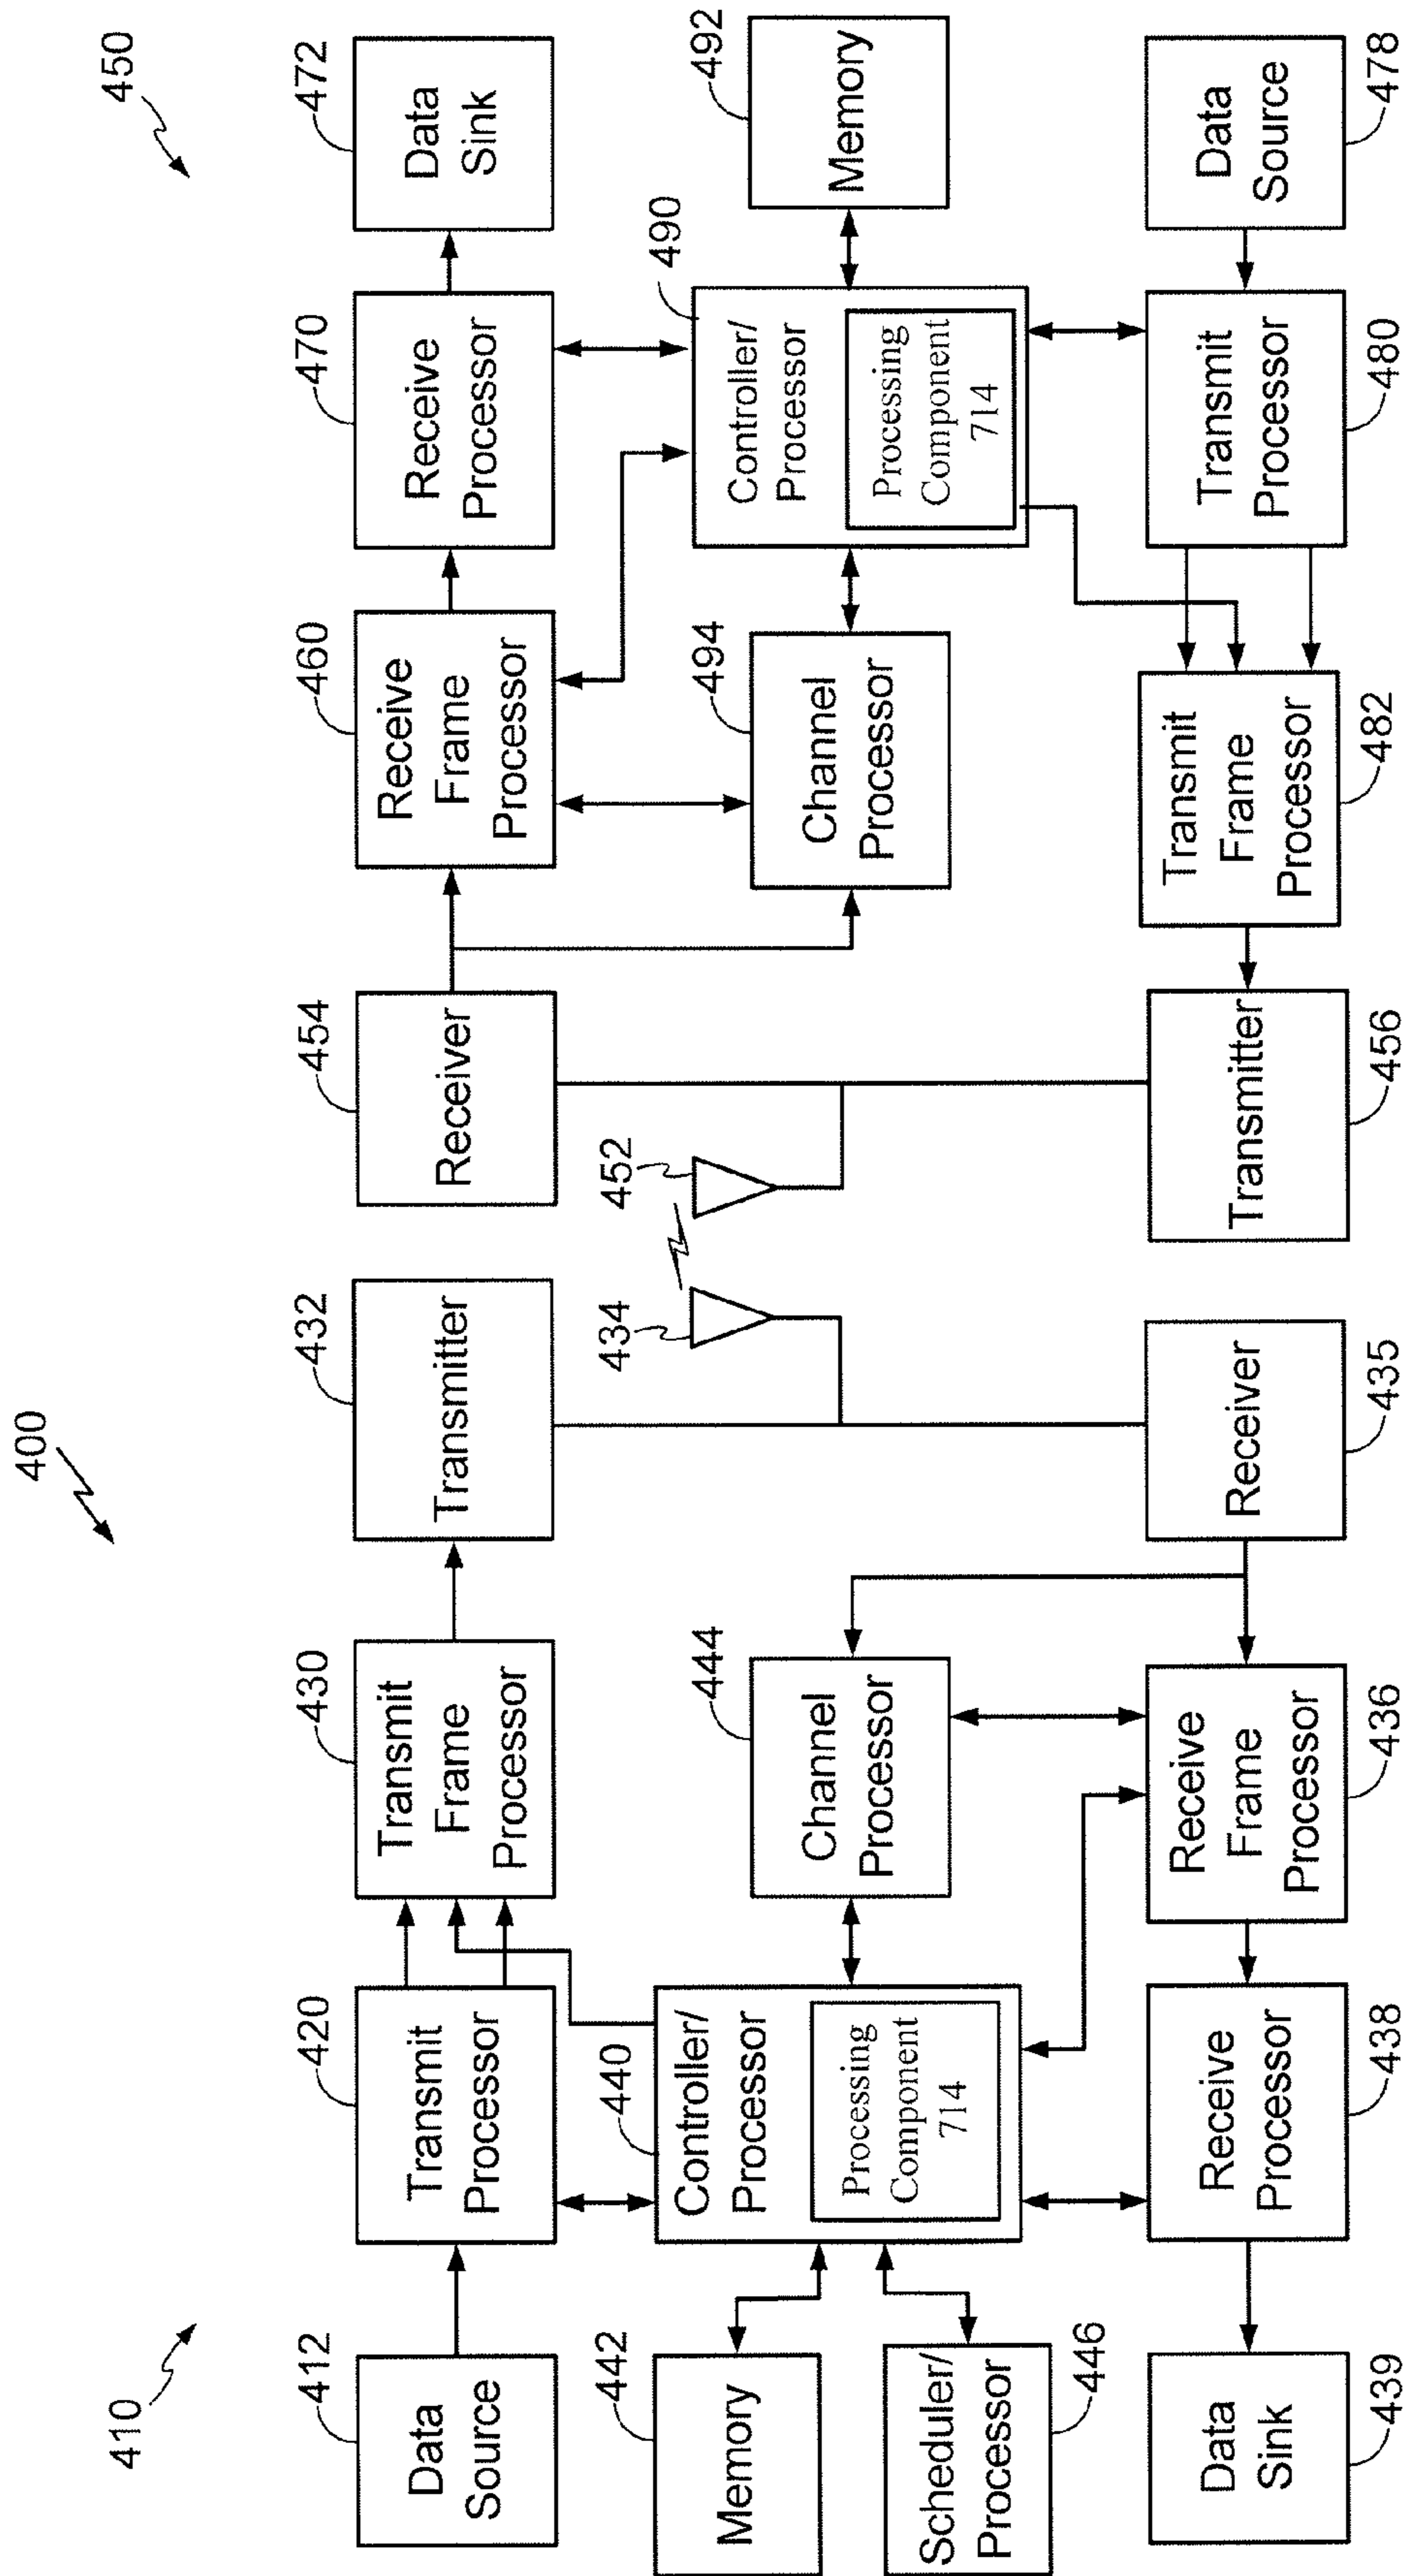 400
410
450
412
Data
Source
420
Transmit
Processor
430
Transmit
Frame
Processor
432
Transmitter
454
Receiver
460
Receive
Frame
Processor
470
Receive
Processor
472
Data
Sink
442
Memory
440
Controller/
Processor
Processing
Component
714
444
Channel
Processor
434
452
494
Channel
Processor
490
Controller/
Processor
Processing
Component
714
492
Memory
Scheduler/
Processor
446
Data
Sink
439
Receive
Processor
438
Receive
Frame
Processor
436
Receiver
435
Transmitter
456
Transmit
Frame
Processor
482
Transmit
Processor
480
Data
Source
478